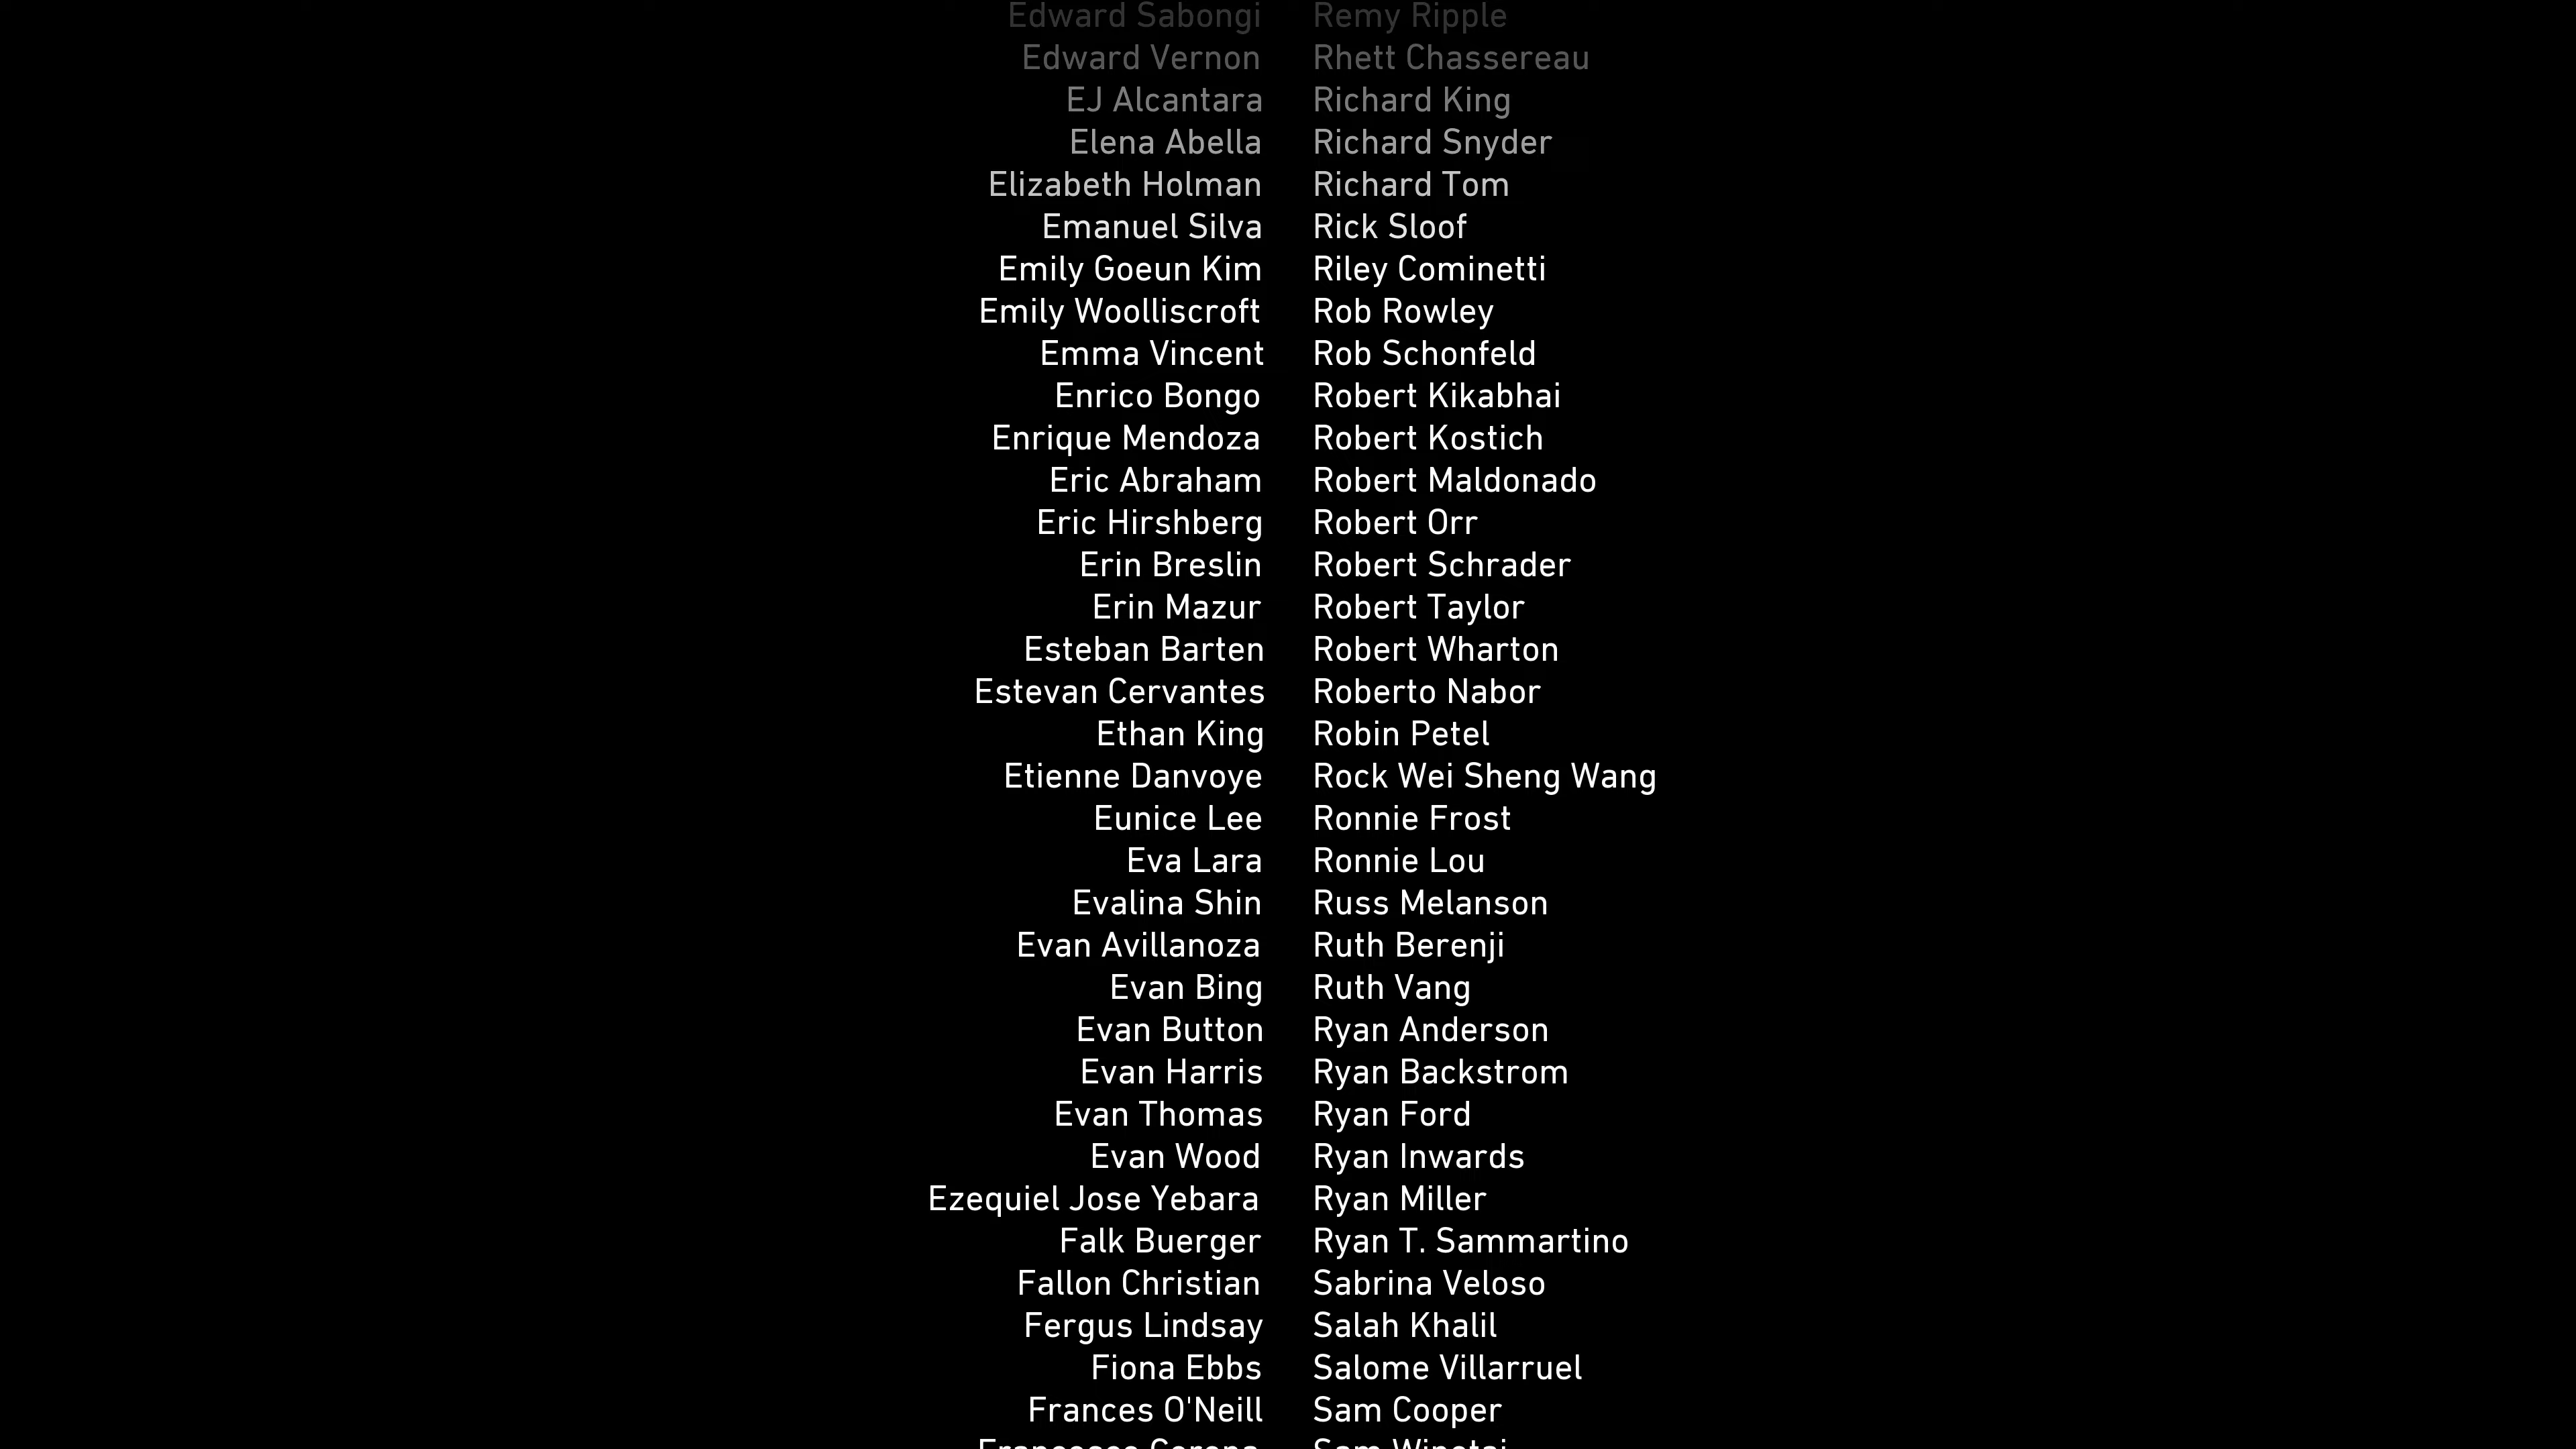 Edward Sabongi Remy Ripple
Edward Vernon Rhett Chassereau
EJ Alcantara Richard King
Elena Abella Richard Snyder
Elizabeth Holman Richard Tom
Emanuel Silva Rick Sloof
Emily Goeun Kim Riley Cominetti
Emily Woolliscroft Rob Rowley
Emma Vincent Rob Schonfeld
Enrico Bongo Robert Kikabhai
Enrique Mendoza Robert Kostich
Eric Abraham Robert Maldonado
Eric Hirshberg Robert Orr
Erin Breslin Robert Schrader
Erin Mazur Robert Taylor
Esteban Barten Robert Wharton
Estevan Cervantes Roberto Nabor
Ethan King Robin Petel
Etienne Danvoye Rock Wei Sheng Wang
Eunice Lee Ronnie Frost
Eva Lara Ronnie Lou
Evalina Shin Russ Melanson
Evan Avillanoza Ruth Berenji
Evan Bing Ruth Vang
Evan Button Ryan Anderson
Evan Harris Ryan Backstrom
Evan Thomas Ryan Ford
Evan Wood Ryan Inwards
Ezequiel Jose Yebara Ryan Miller
Falk Buerger Ryan T. Sammartino
Fallon Christian Sabrina Veloso
Fergus Lindsay Salah Khalil
Fiona Ebbs Salome Villarruel
Frances O'Neill Sam Cooper
Sam